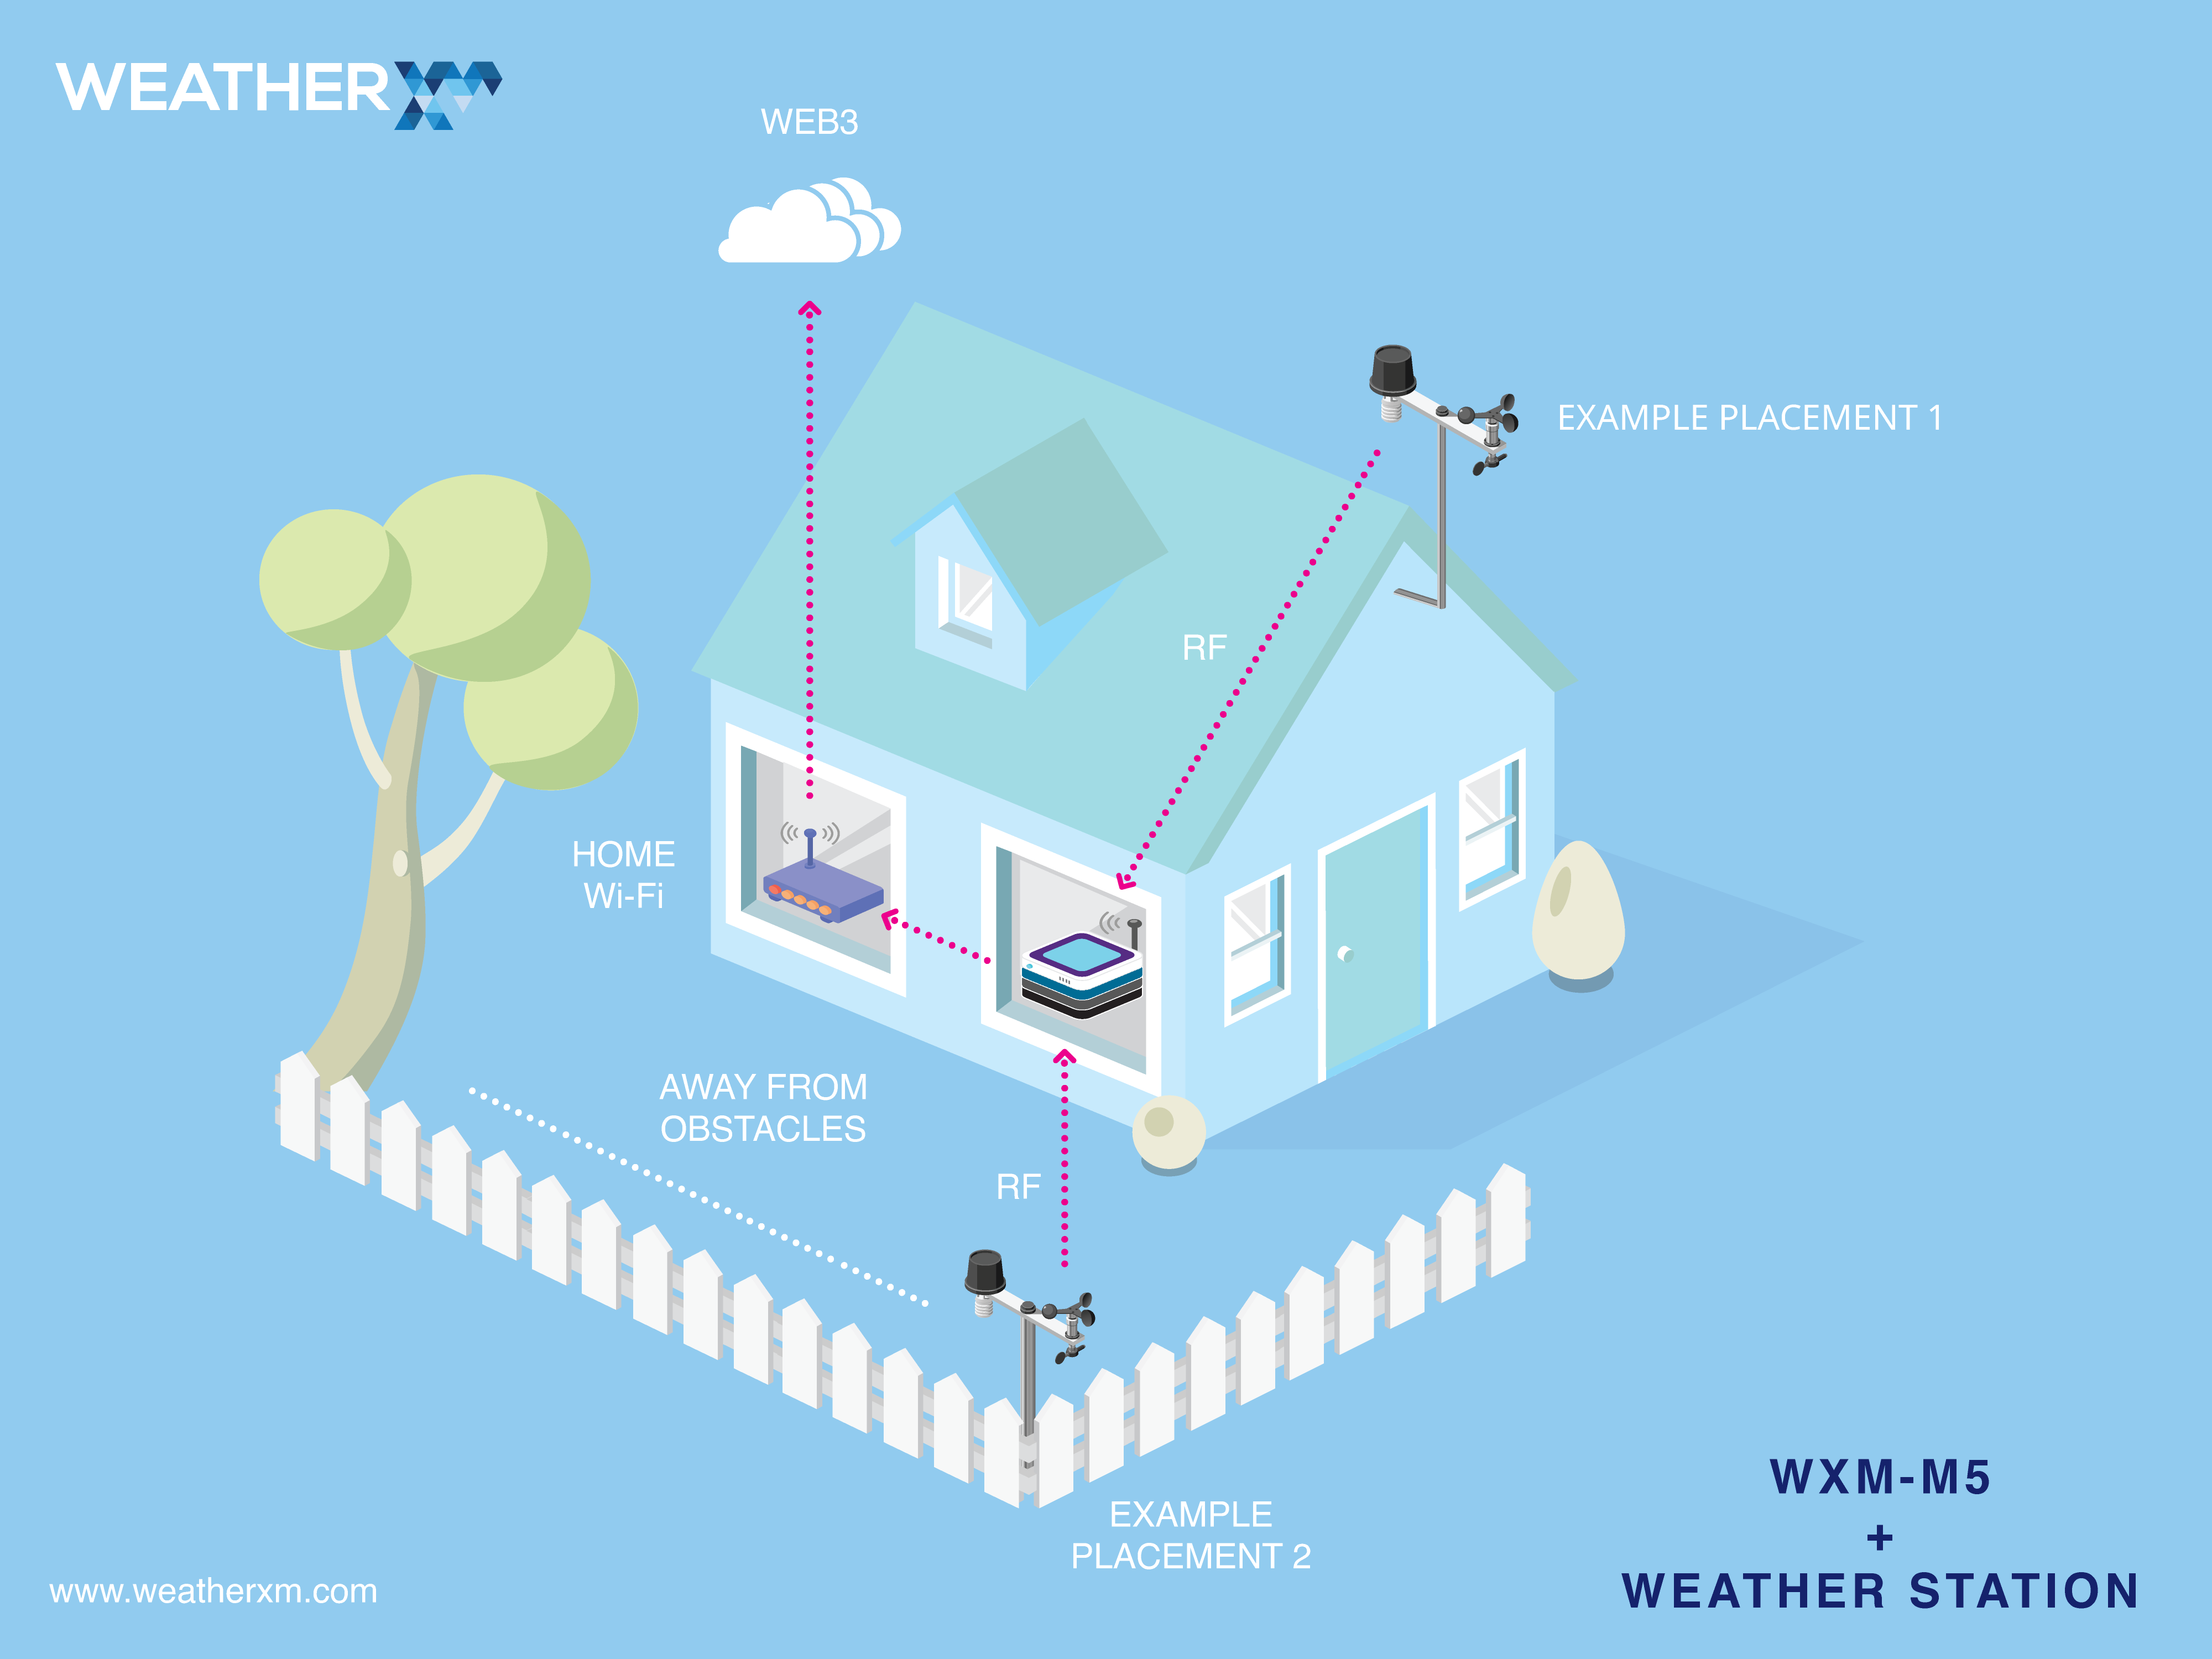 WEATHERXM
WEB3
EXAMPLE PLACEMENT 1
RF
HOME
Wi-Fi
AWAY FROM
OBSTACLES
RF
EXAMPLE
PLACEMENT 2
WXM-M5
+
WEATHER STATION
www.weatherxm.com